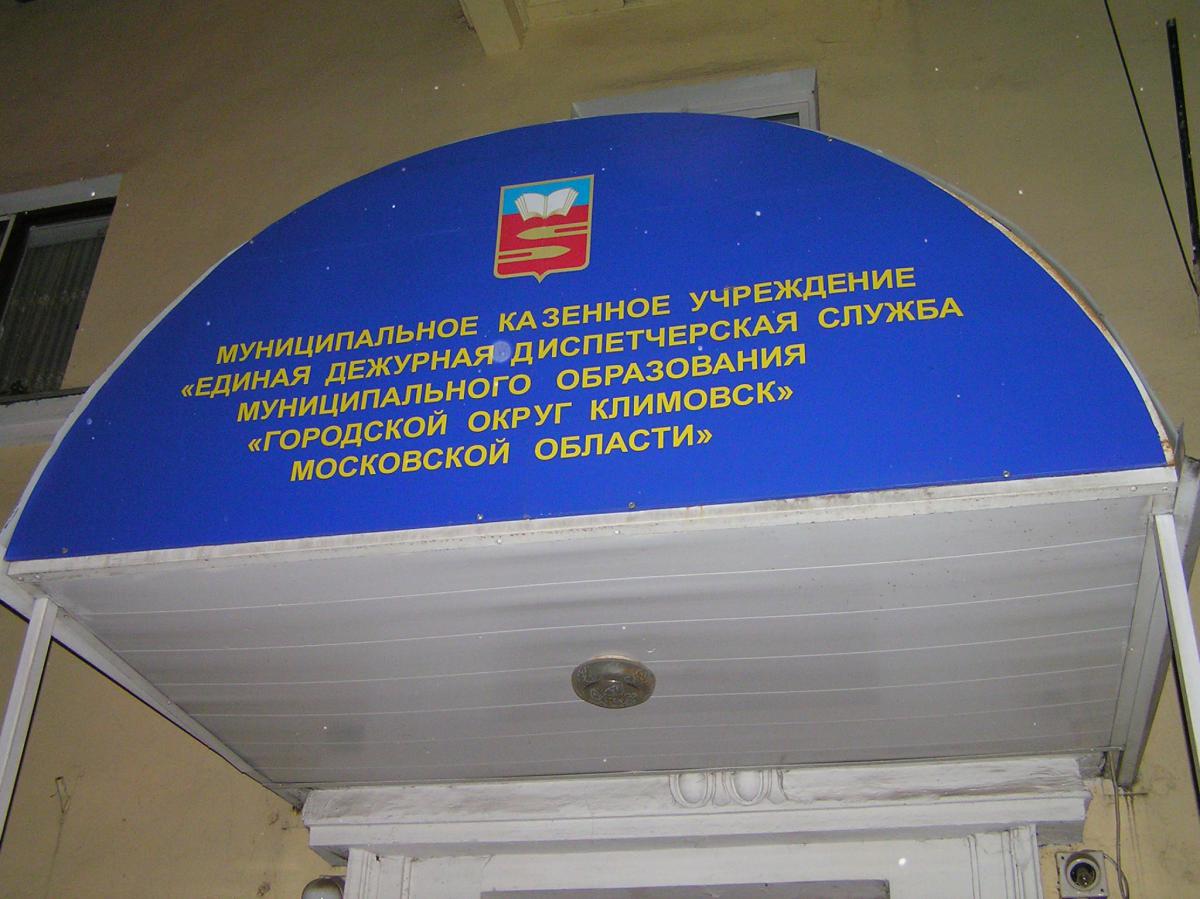 МУНИЦИПАЛЬНОЕ КАЗЕННОЕ УЧРЕЖДЕНИЕ
«ЕДИНАЯ ДЕЖУРНАЯ ДИСПЕТЧЕРСКАЯ СЛУЖБА
МУНИЦИПАЛЬНОГО ОБРАЗОВАНИЯ
«ГОРОДСКОЙ ОКРУГ КЛИМОВСК»
МОСКОВСКОЙ ОБЛАСТИ»